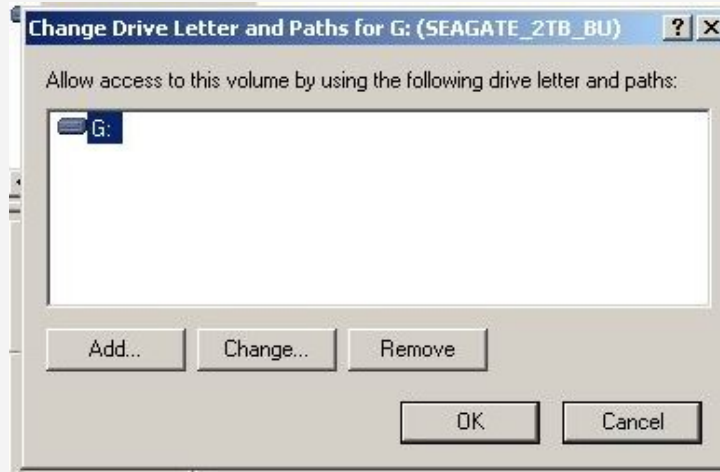 Change Drive Letter and Paths for G: (SEAGATE_2TB_BU)
Allow access to this volume by using the following drive letter and paths:
G:
Add... Change... Remove
OK Cancel